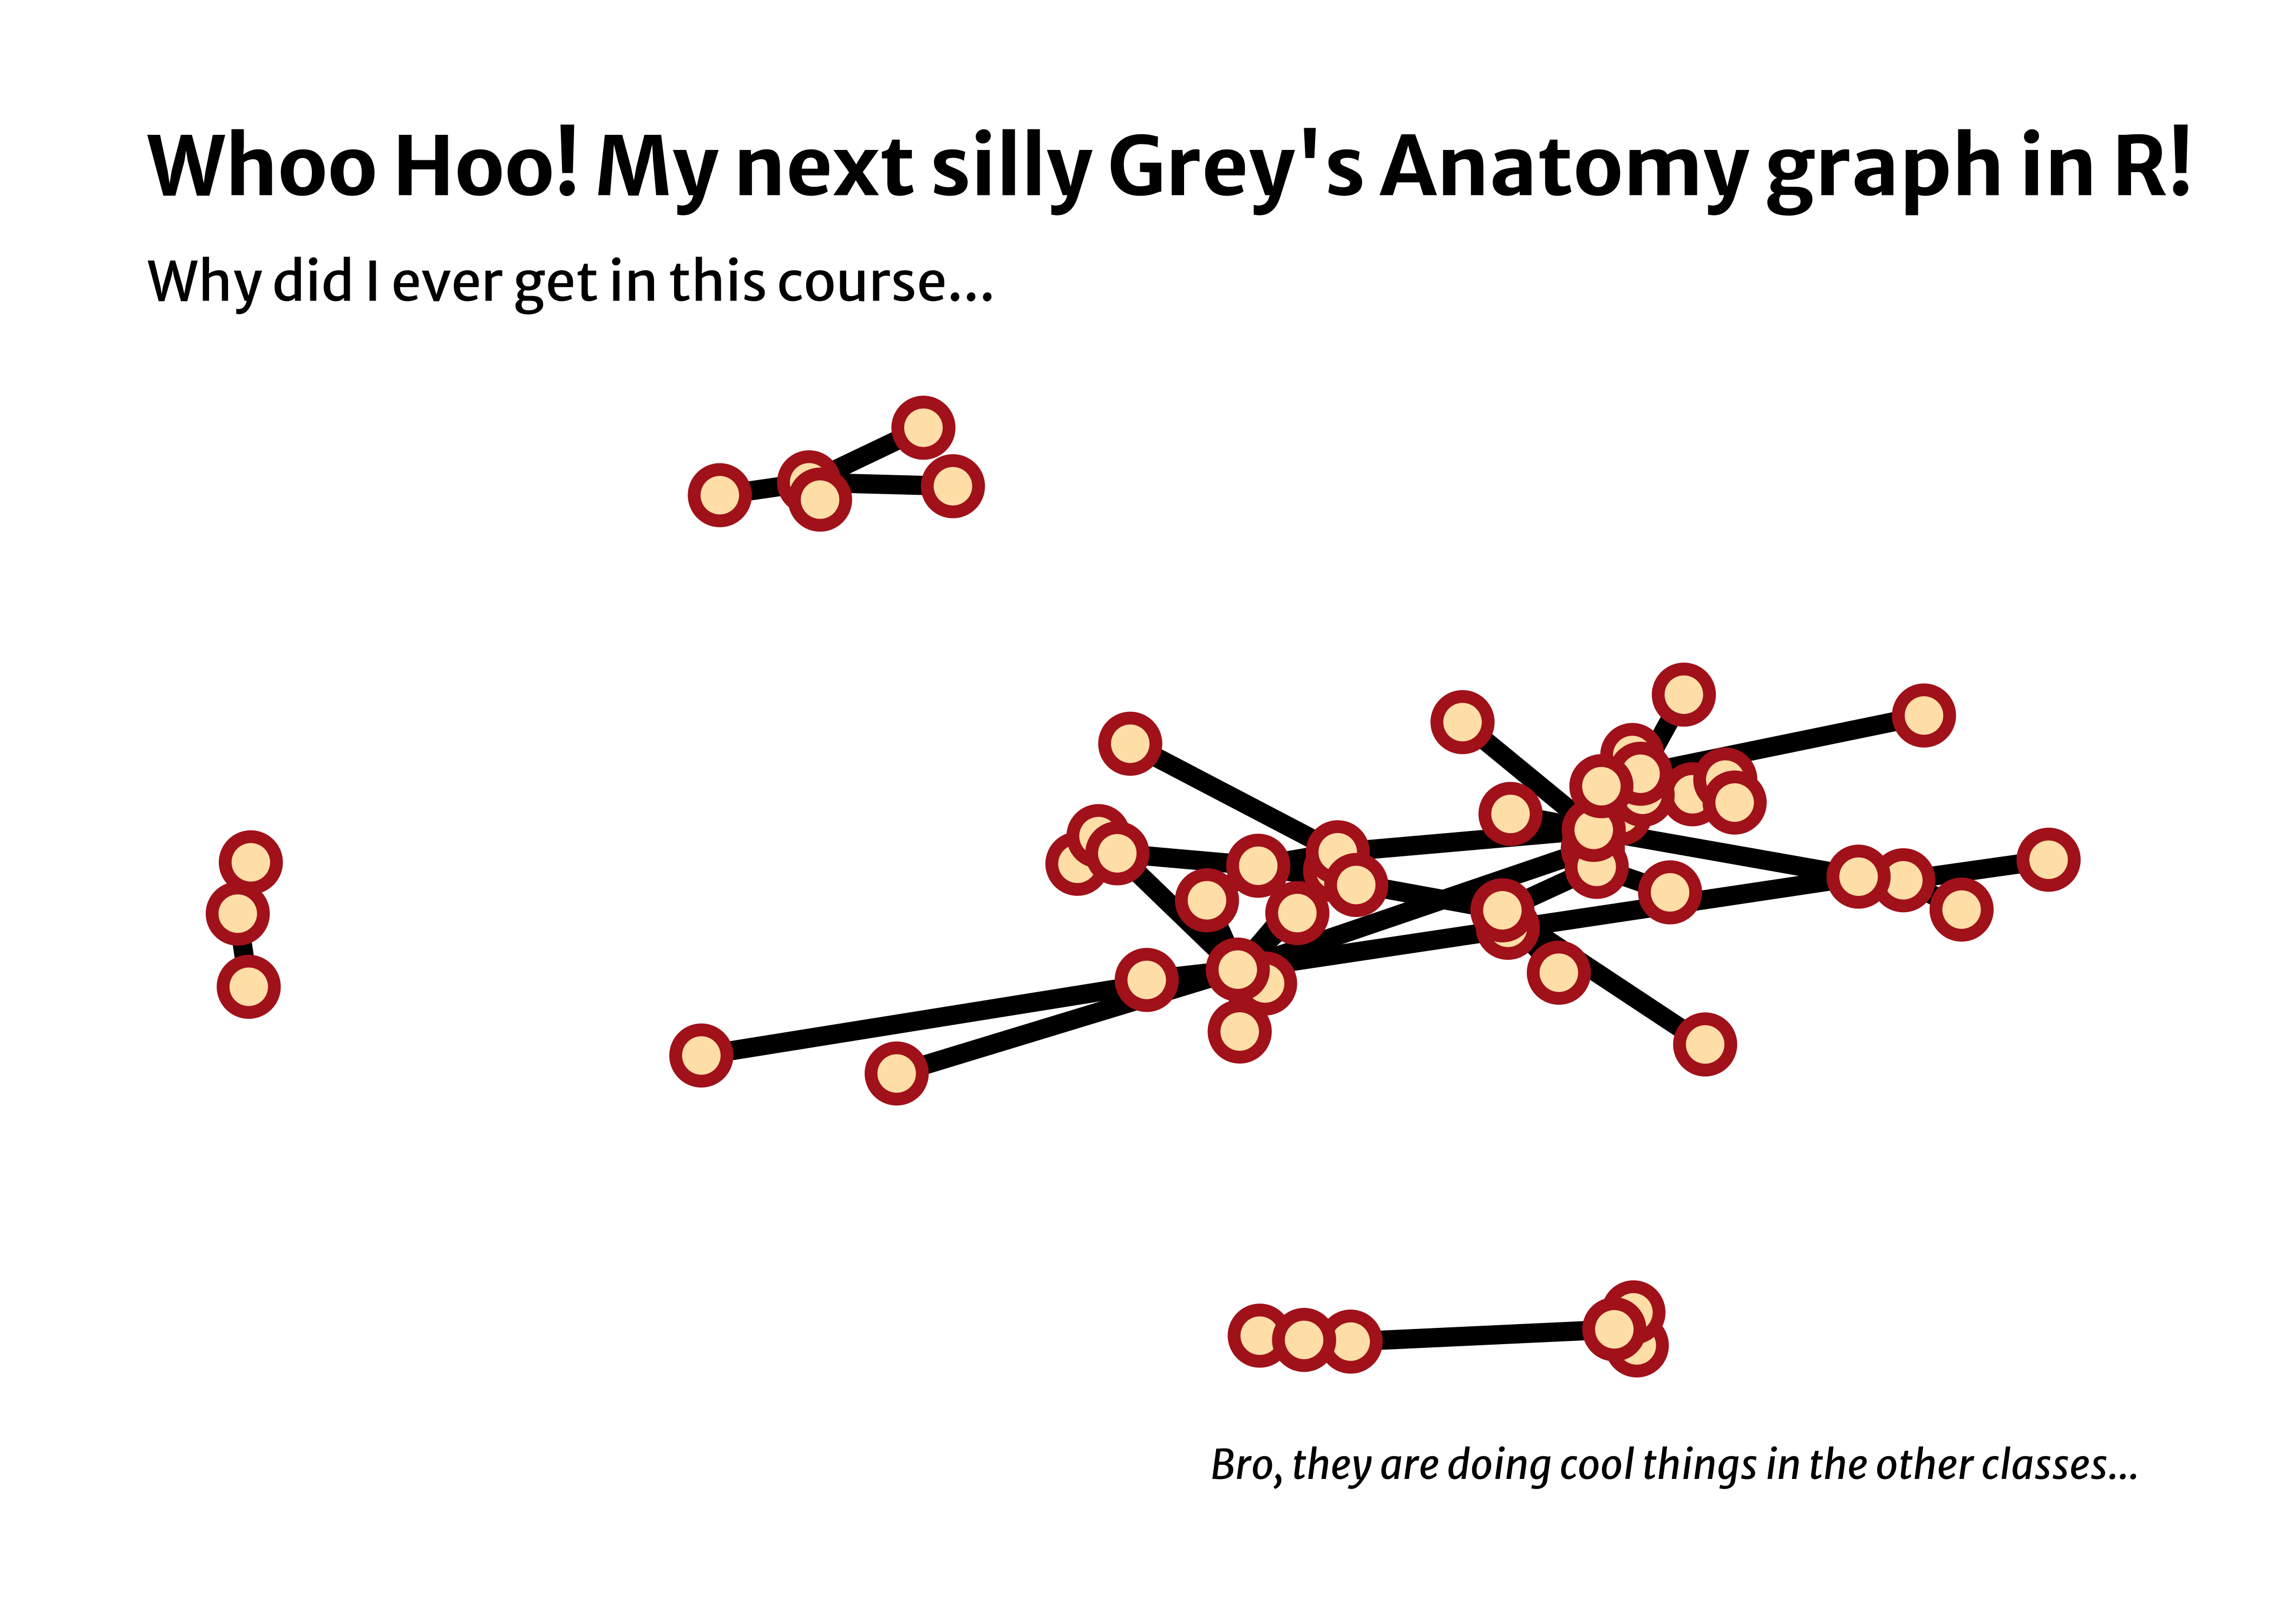 Whoo Hoo! My next silly Grey's Anatomy graph in R!
Why did I ever get in this course...
Bro, they are doing cool things in the other classes...